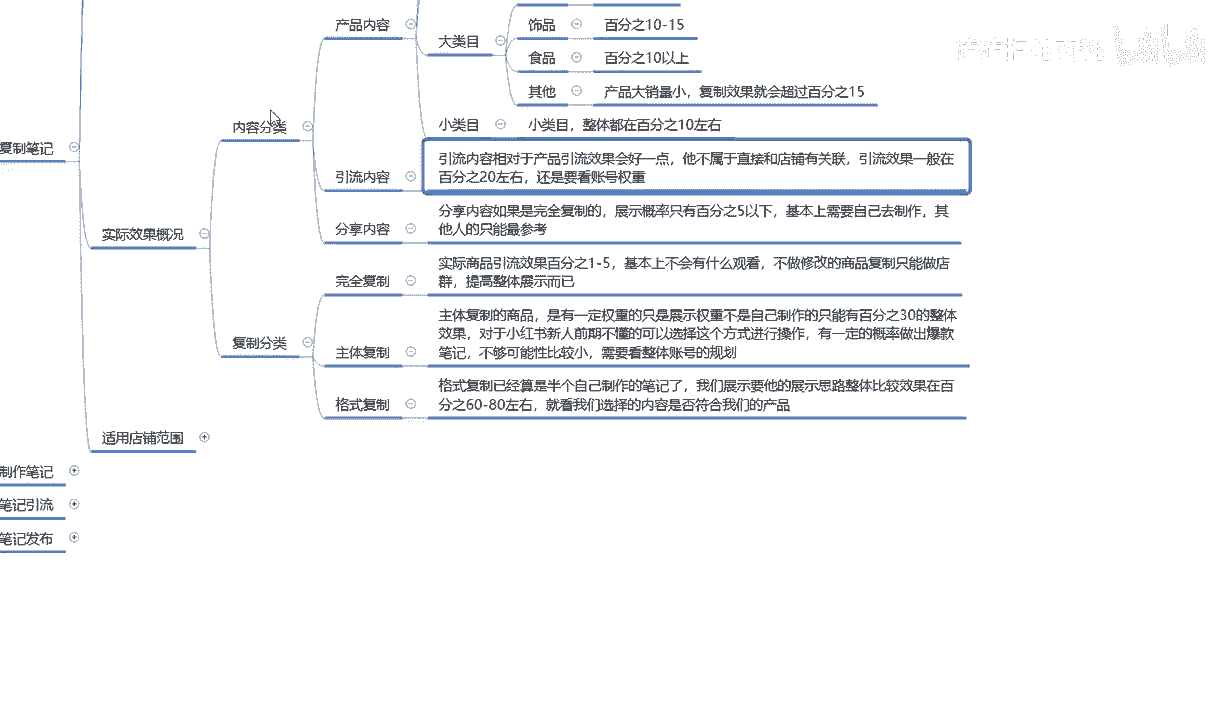 产品内容
大类目
饰品
百分之10-15
食品
百分之10以上
其他
产品大销量小，复制效果就会超过百分之15
小类目
小类目，整体都在百分之10左右
内容分类
引流内容
引流内容相对于产品引流效果会好一点，他不属于直接和店铺有关联，引流效果一般在
百分之20左右，还是要看账号权重
分享内容
分享内容如果是完全复制的，展示概率只有百分之5以下，基本上需要自己去制作，其
他人的只能最参考
复制笔记
实际效果概况
完全复制
实际商品引流效果百分之1-5，基本上不会有什么观看，不做修改的商品复制只能做店
群，提高整体展示而已
复制分类
主体复制
主体复制的商品，是有一定权重的只是展示权重不是自己制作的只能有百分之30的整体
效果，对于小红书新人前期不懂的可以选择这个方式进行操作，有一定的概率做出爆款
笔记，不够可能性比较小，需要看整体账号的规划
格式复制
格式复制已经算是半个自己制作的笔记了，我们展示要他的展示思路整体比较效果在百
分之60-80左右，就看我们选择的内容是否符合我们的产品
适用店铺范围
制作笔记
笔记引流
笔记发布